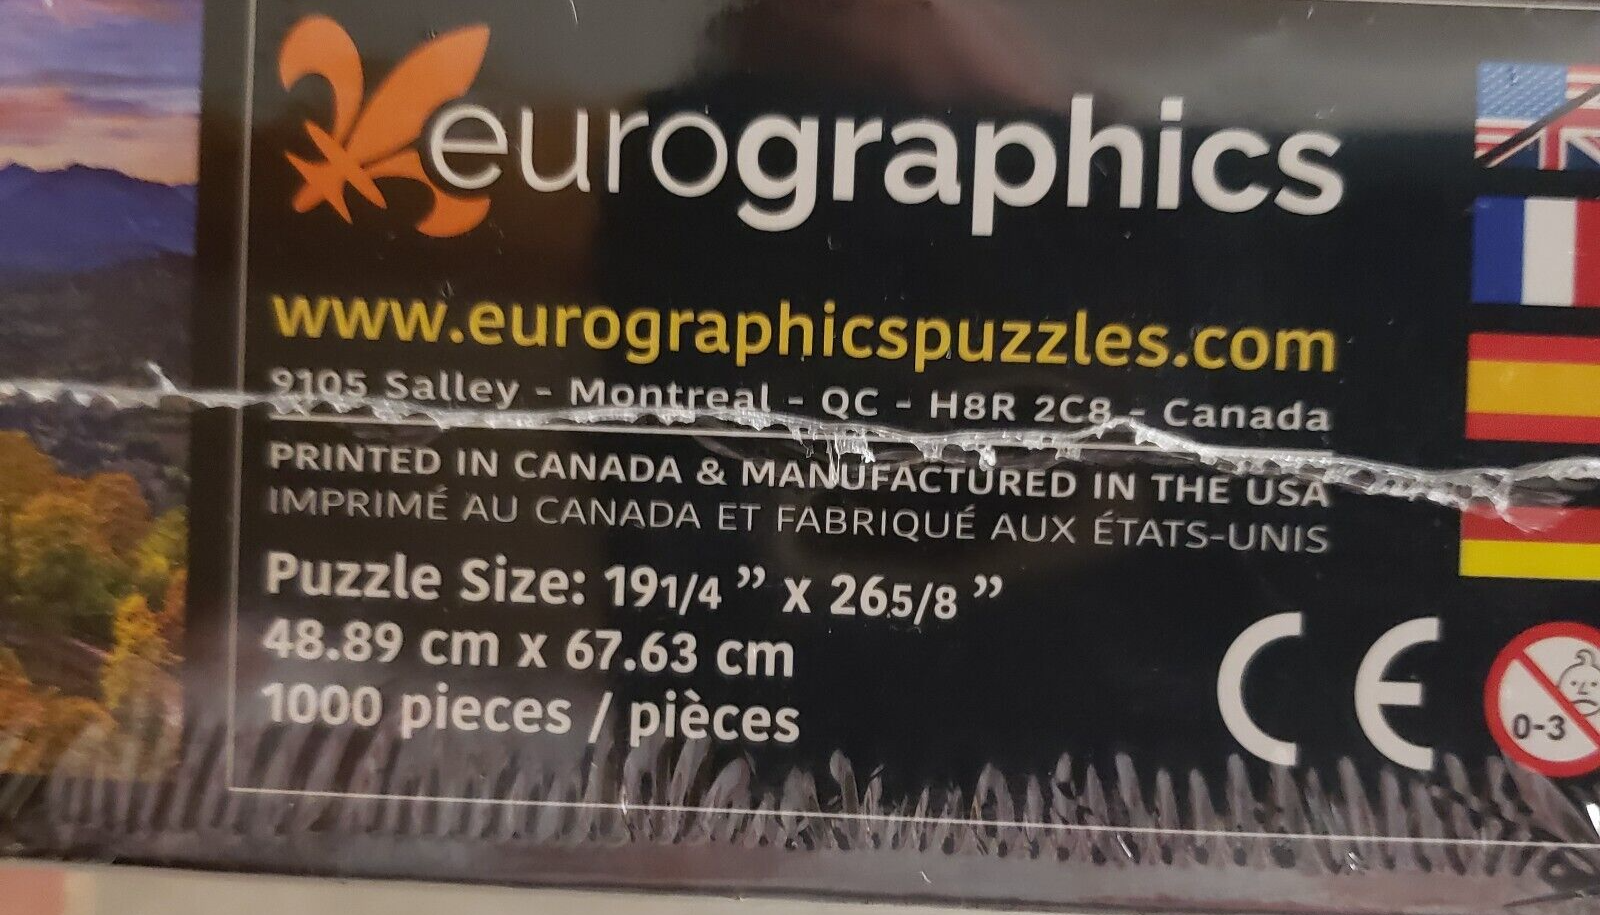 eurographics
www.eurographicspuzzles.com
9105 Salley - Montreal - QC - H8R 2C8 - Canada
PRINTED IN CANADA & MANUFACTURED IN THE USA
IMPRIMÉ AU CANADA ET FABRIQUÉ AUX ÉTATS-UNIS
Puzzle Size: 191/4 ” x 265/8 ”
48.89 cm x 67.63 cm
1000 pieces / pièces
CE
0-3